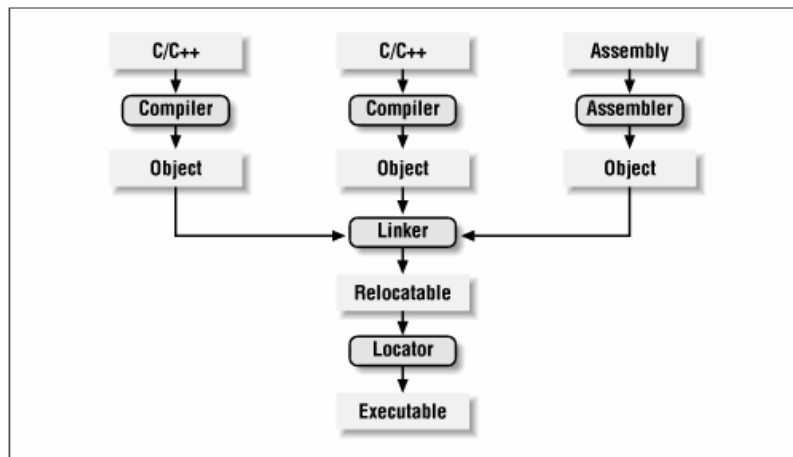 C/C++
C/C++
Assembly
Compiler
Compiler
Assembler
Object
Object
Object
Linker
Relocatable
Locator
Executable